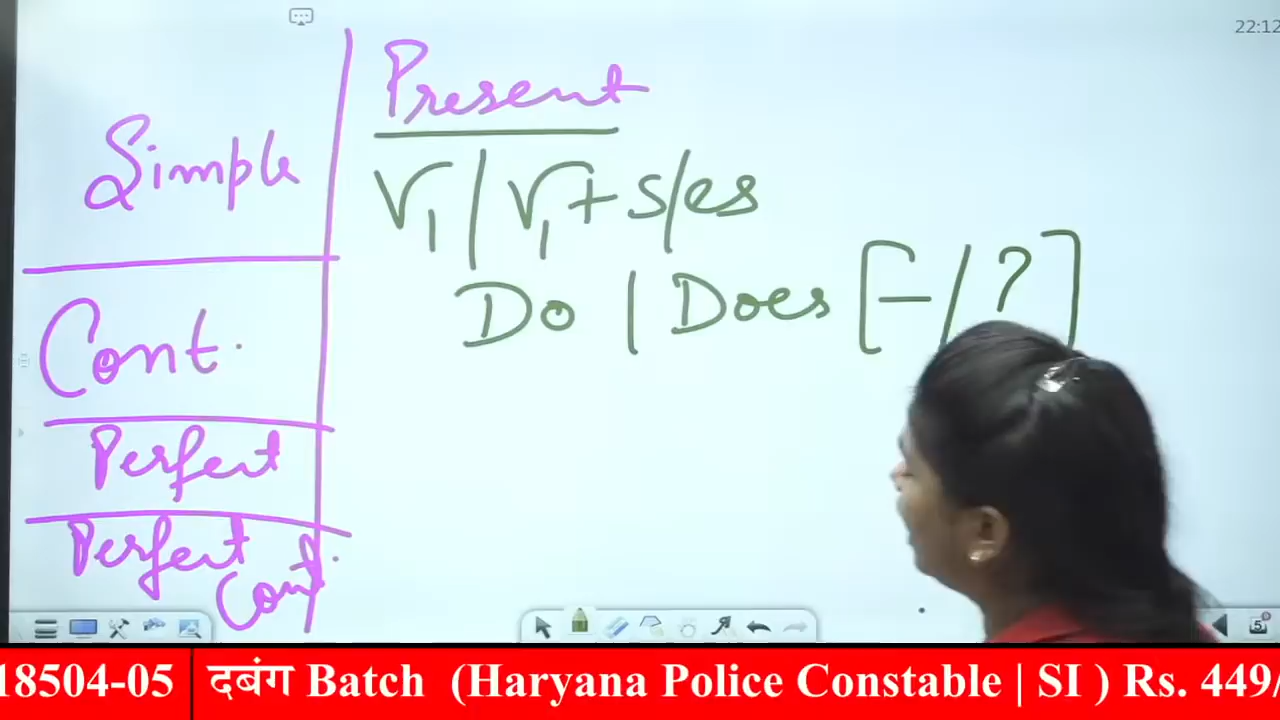 22:12
Present
Simple
V1 | V1 + s/es
Do | Does [- / ?]
Cont.
Perfect
Perfect Cont.
5
18504-05 दबंग Batch (Haryana Police Constable | SI ) Rs. 449/